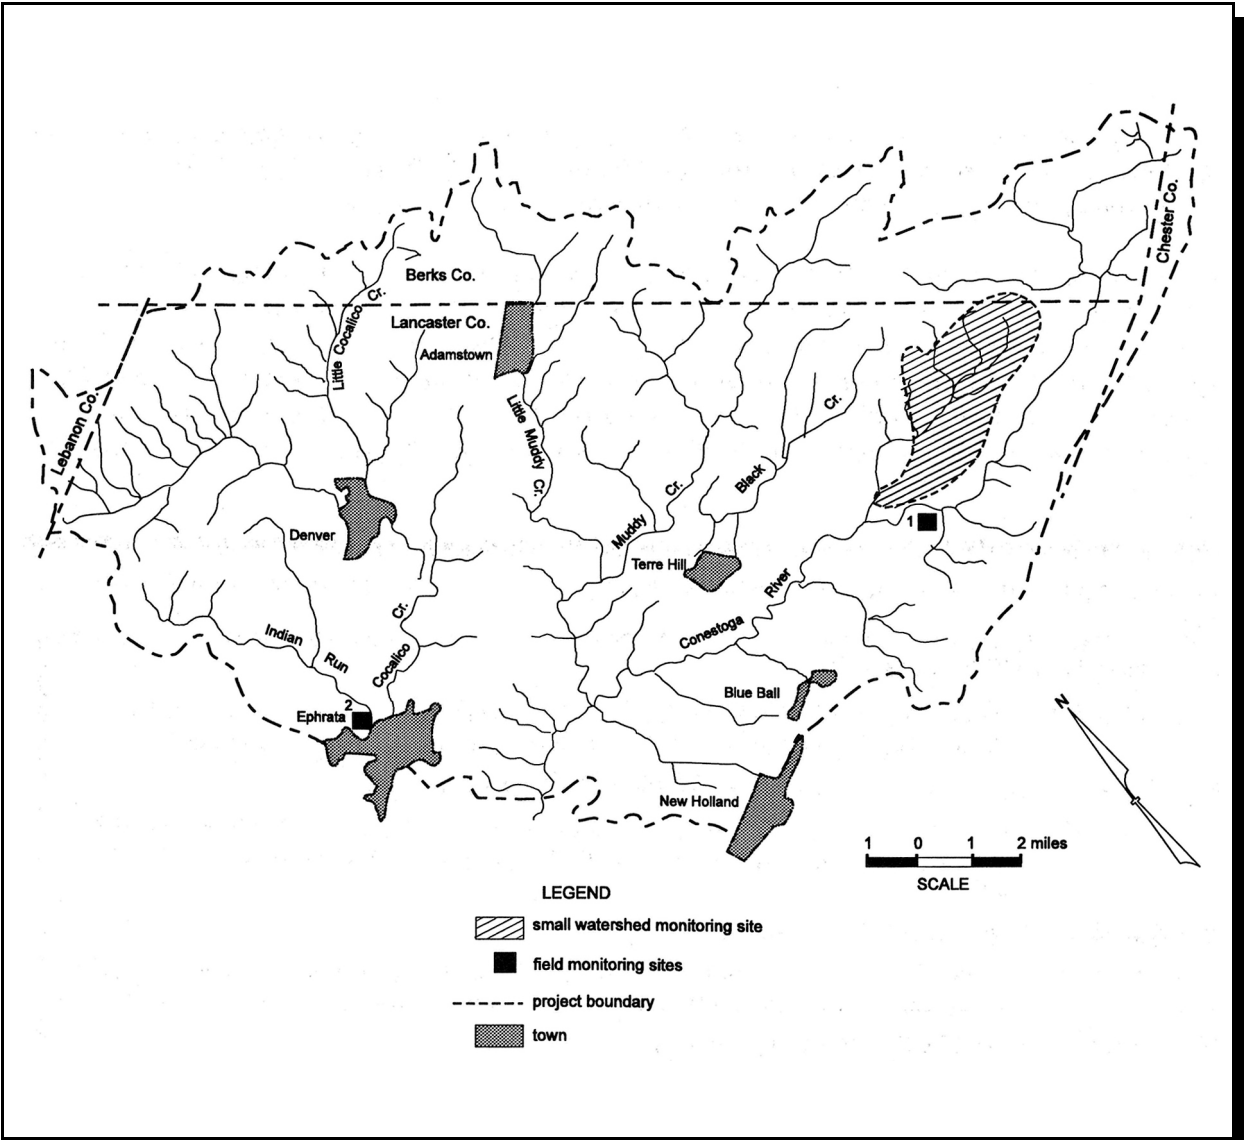 Chester Co.
Berks Co.
Lancaster Co.
Little Cocalico Cr.
Adamstown
Lebanon Co.
Little Muddy Cr.
Black Cr.
Muddy Cr.
Denver
1
Terre Hill
Conestoga River
Indian Run
Cocalico Cr.
Blue Ball
2
Ephrata
N
New Holland
1 0 1 2 miles
SCALE
LEGEND
small watershed monitoring site
field monitoring sites
project boundary
town